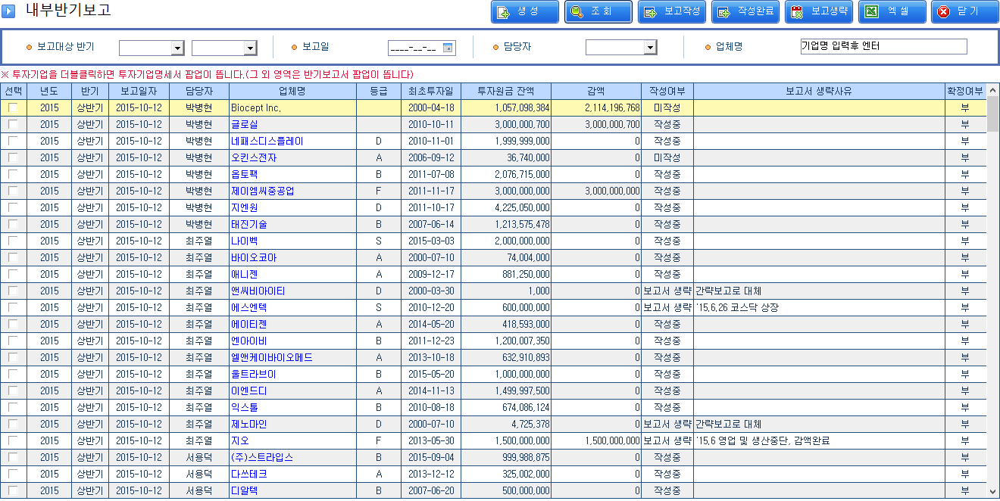 내부반기보고
생 성 조 회 보고작성 작성완료 보고생략 엑 셀 닫 기
보고대상 반기 보고일 ____-__-__ 담당자 업체명 기업명 입력후 엔터
※ 투자기업을 더블클릭하면 투자기업명세서 팝업이 뜹니다.(그 외 영역은 반기보고서 팝업이 뜹니다)
선택 년도 반기 보고일자 담당자 업체명 등급 최초투자일 투자원금 잔액 감액 작성여부 보고서 생략사유 확정여부
2015 상반기 2015-10-12 박병현 Biocept Inc. 2000-04-18 1,057,098,384 2,114,196,768 미작성 부
2015 상반기 2015-10-12 박병현 글로실 2010-10-11 3,000,000,700 3,000,000,700 작성중 부
2015 상반기 2015-10-12 박병현 네패스디스플레이 D 2010-11-01 1,999,999,000 0 작성중 부
2015 상반기 2015-10-12 박병현 오킨스전자 A 2006-09-12 36,740,000 0 미작성 부
2015 상반기 2015-10-12 박병현 옵토팩 B 2011-07-08 2,076,715,000 0 작성중 부
2015 상반기 2015-10-12 박병현 제이엠씨중공업 F 2011-11-17 3,000,000,000 3,000,000,000 작성중 부
2015 상반기 2015-10-12 박병현 지엔원 D 2011-10-17 4,225,050,000 0 작성중 부
2015 상반기 2015-10-12 박병현 태진기술 B 2007-06-14 1,213,575,478 0 작성중 부
2015 상반기 2015-10-12 최주열 나이벡 S 2015-03-03 2,000,000,000 0 작성중 부
2015 상반기 2015-10-12 최주열 바이오코아 A 2000-07-10 74,004,000 0 작성중 부
2015 상반기 2015-10-12 최주열 애니젠 A 2009-12-17 881,250,000 0 작성중 부
2015 상반기 2015-10-12 최주열 앤씨비아이티 D 2000-03-30 1,000 0 보고서 생략 간략보고로 대체 부
2015 상반기 2015-10-12 최주열 에스엔텍 S 2010-12-20 600,000,000 0 보고서 생략 '15.6.26 코스닥 상장 부
2015 상반기 2015-10-12 최주열 에이티젠 A 2014-05-20 418,593,000 0 작성중 부
2015 상반기 2015-10-12 최주열 엔아이비 B 2011-12-23 1,200,007,350 0 작성중 부
2015 상반기 2015-10-12 최주열 엘앤케이바이오메드 A 2013-10-18 632,910,893 0 작성중 부
2015 상반기 2015-10-12 최주열 울트라브이 B 2015-05-20 1,000,000,000 0 작성중 부
2015 상반기 2015-10-12 최주열 이엔드디 A 2014-11-13 1,499,997,500 0 작성중 부
2015 상반기 2015-10-12 최주열 익스톨 B 2010-08-18 674,086,124 0 작성중 부
2015 상반기 2015-10-12 최주열 제노마인 D 2000-07-10 4,725,378 0 보고서 생략 간략보고로 대체 부
2015 상반기 2015-10-12 최주열 지오 F 2013-05-30 1,500,000,000 1,500,000,000 보고서 생략 '15.6 영업 및 생산중단, 감액완료 부
2015 상반기 2015-10-12 서용덕 (주)스트라입스 B 2015-09-04 999,988,875 0 작성중 부
2015 상반기 2015-10-12 서용덕 다쓰테크 A 2013-12-12 325,002,000 0 작성중 부
2015 상반기 2015-10-12 서용덕 디알텍 B 2007-06-20 500,000,000 0 작성중 부